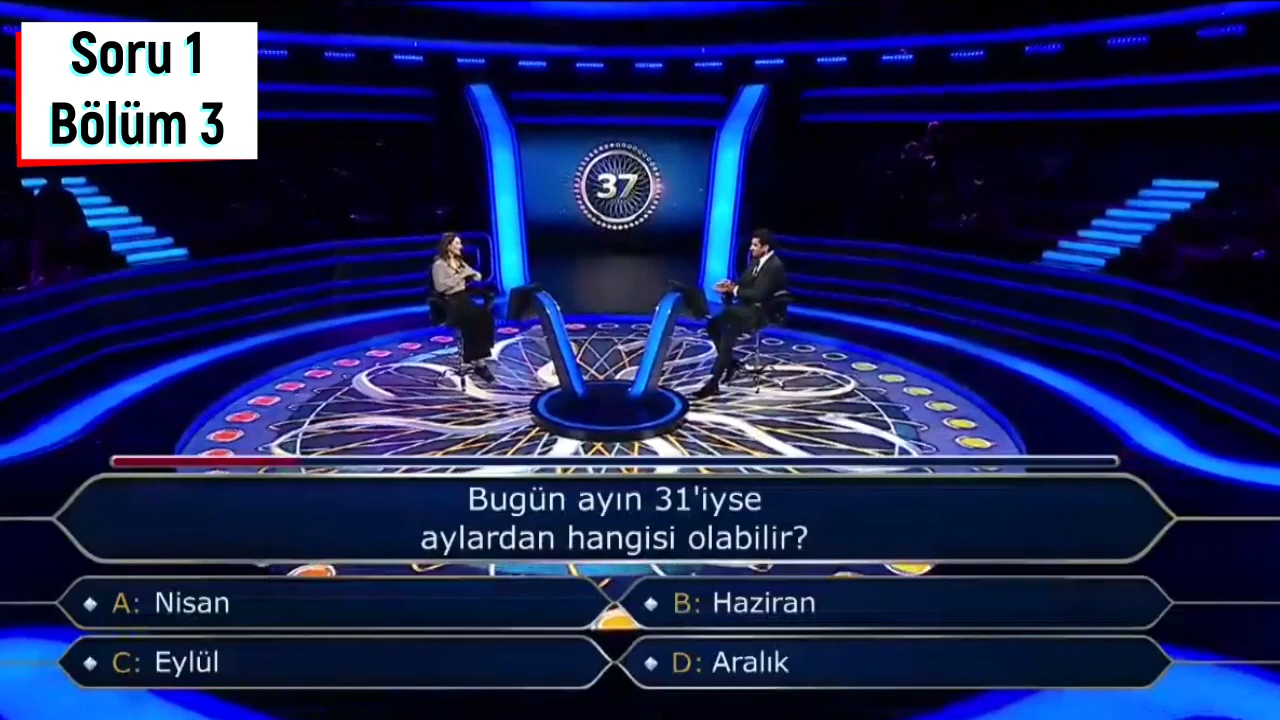 Soru 1
Bölüm 3
37
Bugün ayın 31'iyse
aylardan hangisi olabilir?
A: Nisan
B: Haziran
C: Eylül
D: Aralık